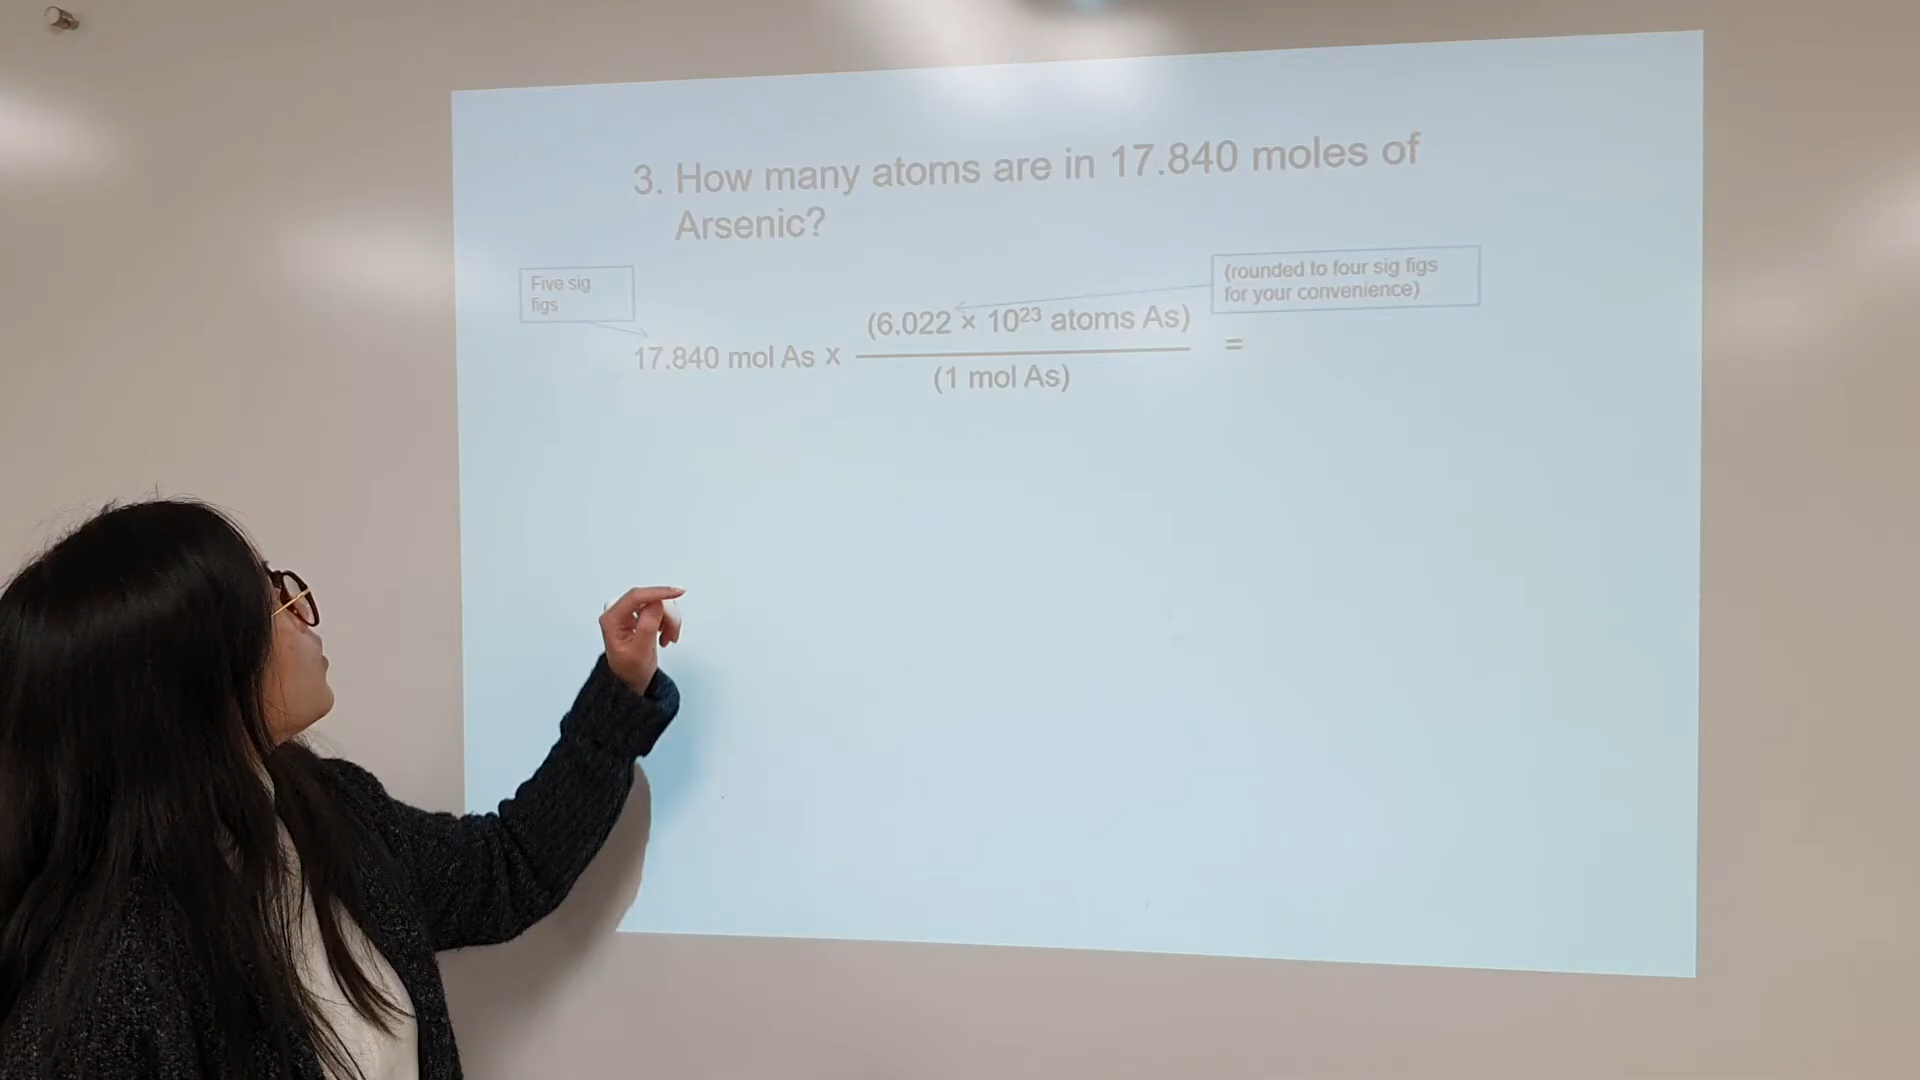 3. How many atoms are in 17.840 moles of
Arsenic?
Five sig
figs
(rounded to four sig figs
for your convenience)
17.840 mol As x (6.022 × 10²³ atoms As)
(1 mol As)
=